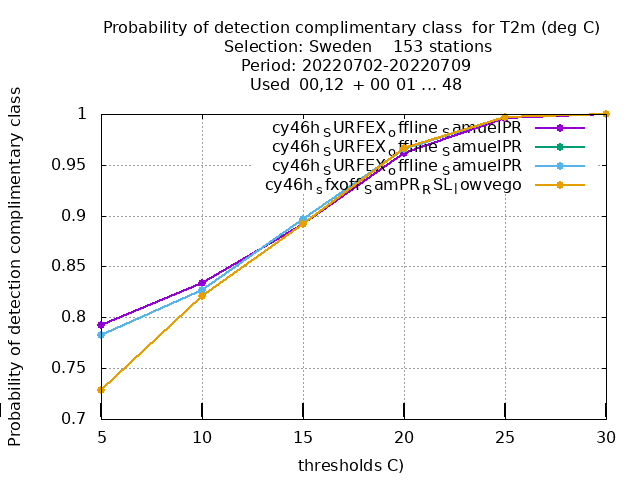 Probability of detection complimentary class for T2m (deg C)
Selection: Sweden 153 stations
Period: 20220702-20220709
Used 00,12 + 00 01 ... 48
Probability of detection complimentary class
1
0.95
0.9
0.85
0.8
0.75
0.7
cy46h_SURFEX_offline_SamuelPR
cy46h_SURFEX_offline_SamuelPR
cy46h_SURFEX_offline_SamuelPR
cy46h_sfxoff_SamPR_RSL_lowvego
5 10 15 20 25 30
thresholds C)